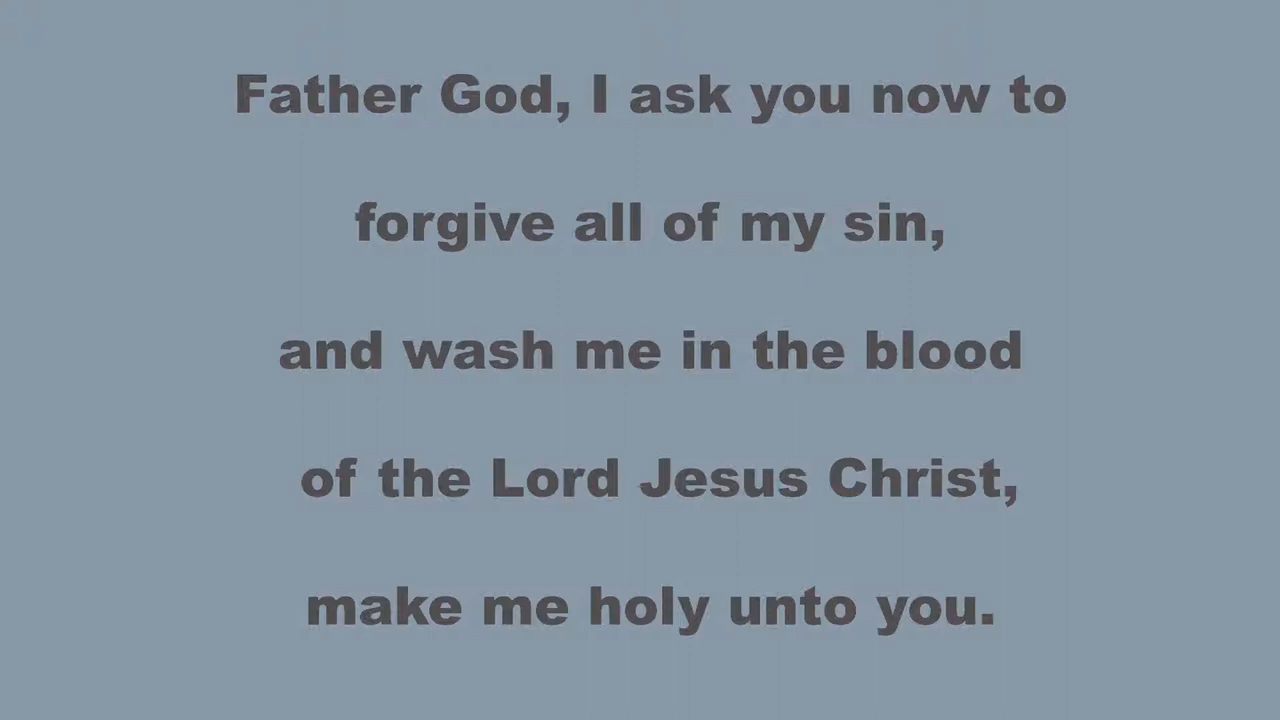 Father God, I ask you now to
forgive all of my sin,
and wash me in the blood
of the Lord Jesus Christ,
make me holy unto you.